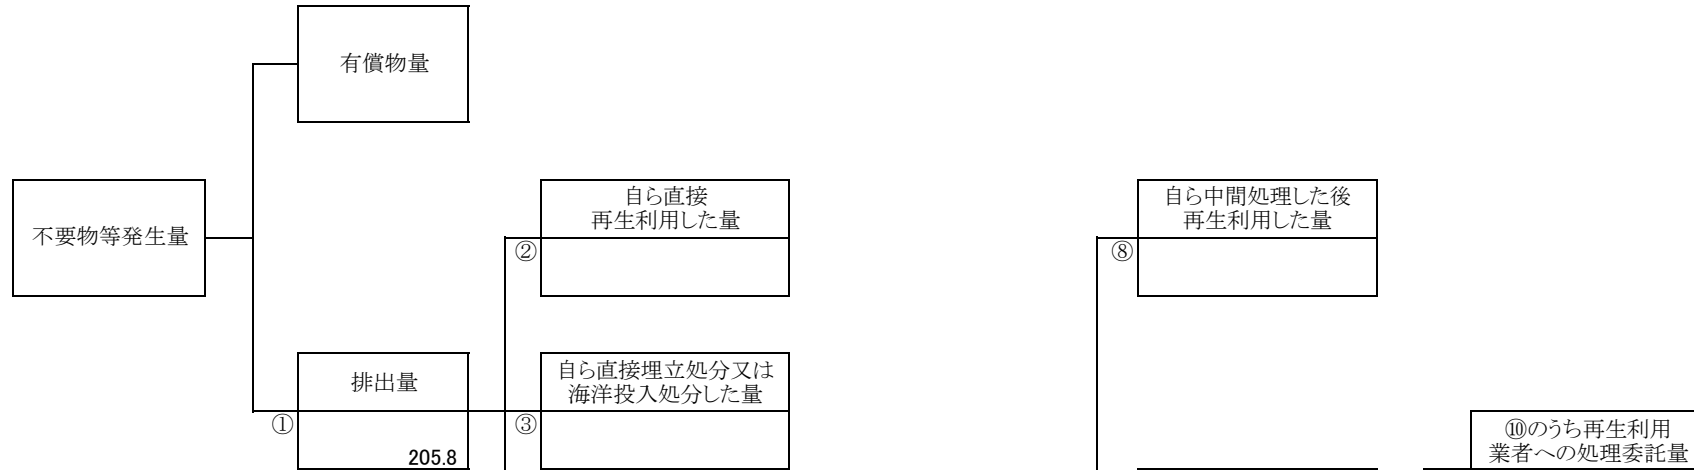 有償物量
不要物等発生量
自ら直接
再生利用した量
②
自ら中間処理した後
再生利用した量
⑧
排出量
①
205.8
自ら直接埋立処分又は
海洋投入処分した量
③
⑩のうち再生利用
業者への処理委託量